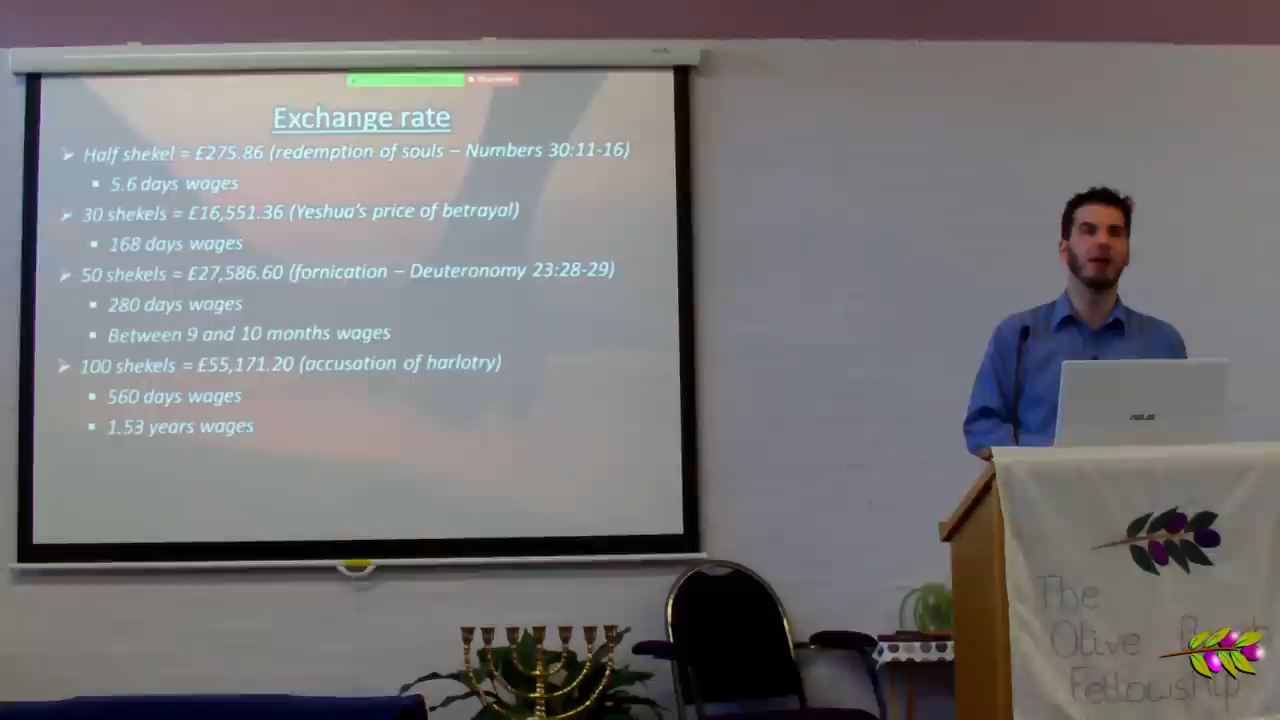 Exchange rate
➢ Half shekel = £275.86 (redemption of souls – Numbers 30:11-16)
▪ 5.6 days wages
➢ 30 shekels = £16,551.36 (Yeshua's price of betrayal)
▪ 168 days wages
➢ 50 shekels = £27,586.60 (fornication – Deuteronomy 23:28-29)
▪ 280 days wages
▪ Between 9 and 10 months wages
➢ 100 shekels = £55,171.20 (accusation of harlotry)
▪ 560 days wages
▪ 1.53 years wages
ASUS
The
Olive
Fellowship